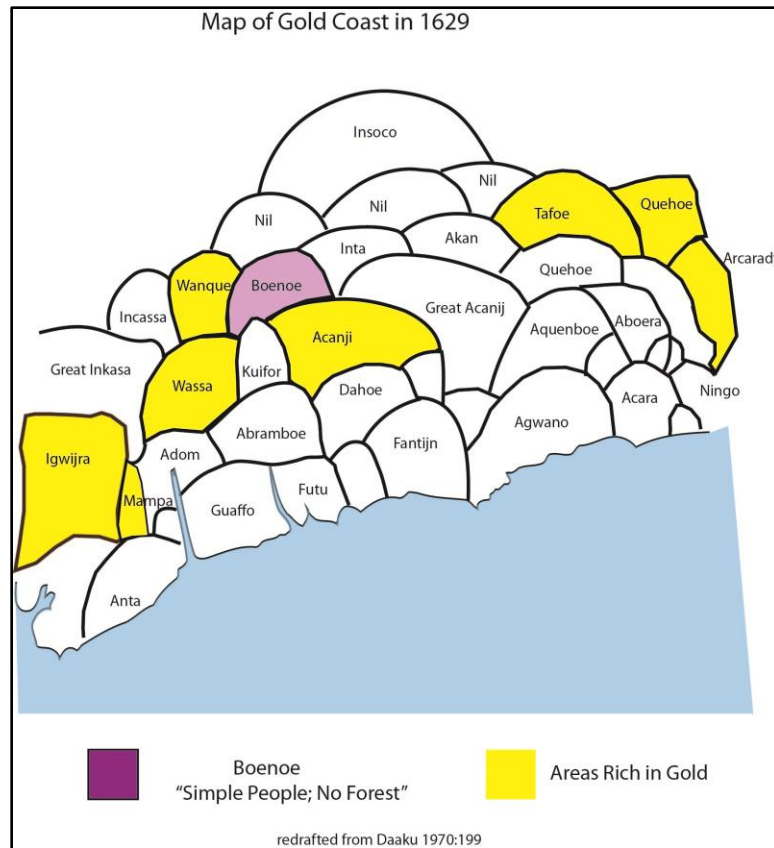 Map of Gold Coast in 1629
Insoco
Nil
Nil
Nil
Tafoe
Quehoe
Inta
Akan
Arcarady
Wanque
Boenoe
Quehoe
Incassa
Great Acanij
Aquenboe
Aboera
Acanji
Great Inkasa
Kuifor
Wassa
Dahoe
Ningo
Acara
Abramboe
Agwano
Fantijn
Igwijra
Adom
Mampa
Futu
Guaffo
Anta
Boenoe
"Simple People; No Forest"
Areas Rich in Gold
redrafted from Daaku 1970:199